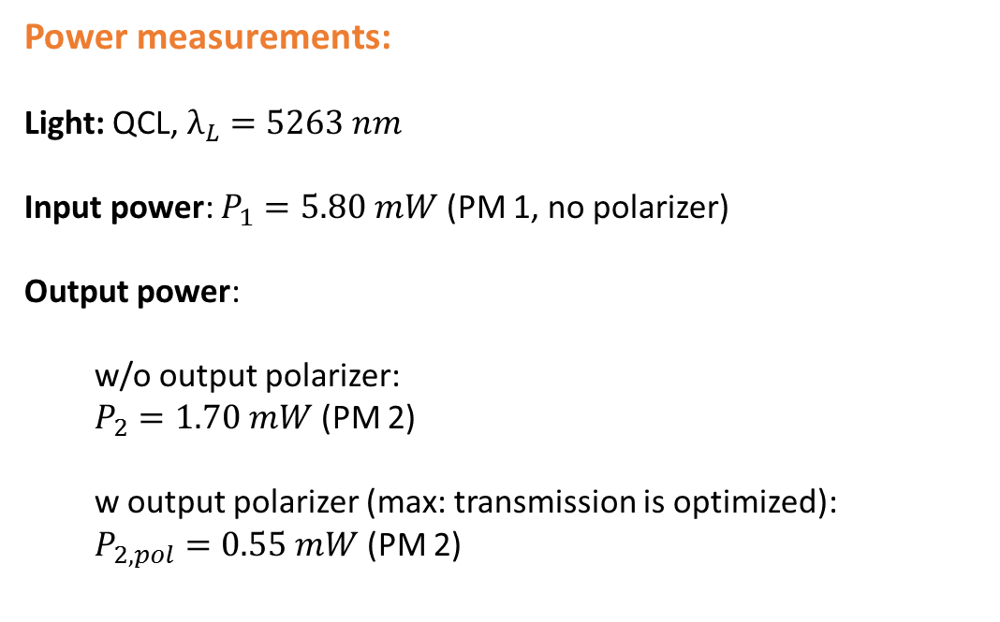 Power measurements:
Light: QCL, λ_L = 5263 nm
Input power: P_1 = 5.80 mW (PM 1, no polarizer)
Output power:
w/o output polarizer:
P_2 = 1.70 mW (PM 2)
w output polarizer (max: transmission is optimized):
P_{2,pol} = 0.55 mW (PM 2)